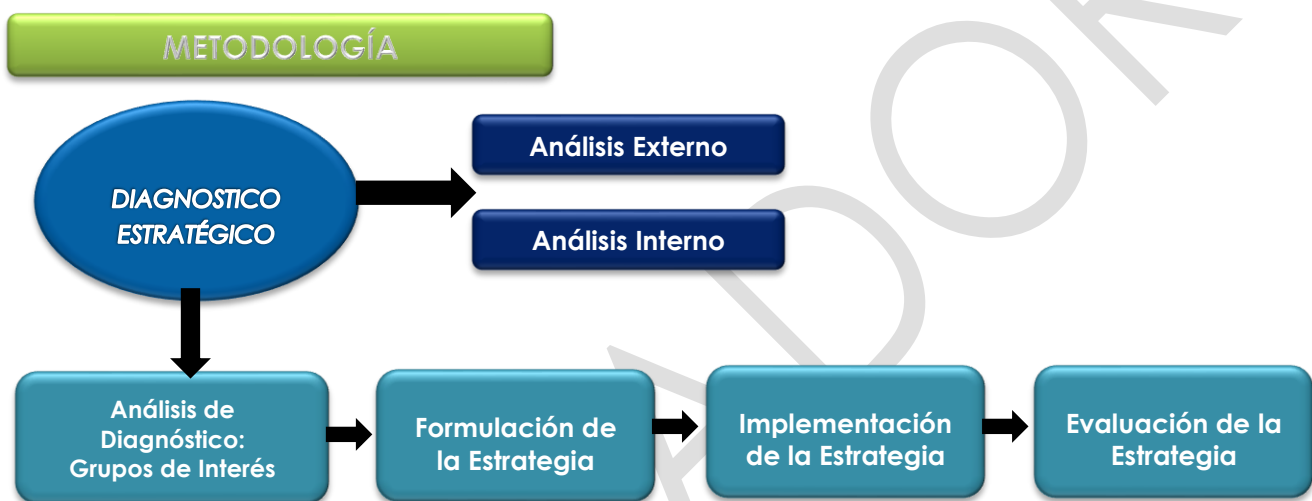 METODOLOGÍA
DIAGNOSTICO
ESTRATÉGICO
Análisis Externo
Análisis Interno
Análisis de
Diagnóstico:
Grupos de Interés
Formulación de
la Estrategia
Implementación
de la Estrategia
Evaluación de la
Estrategia